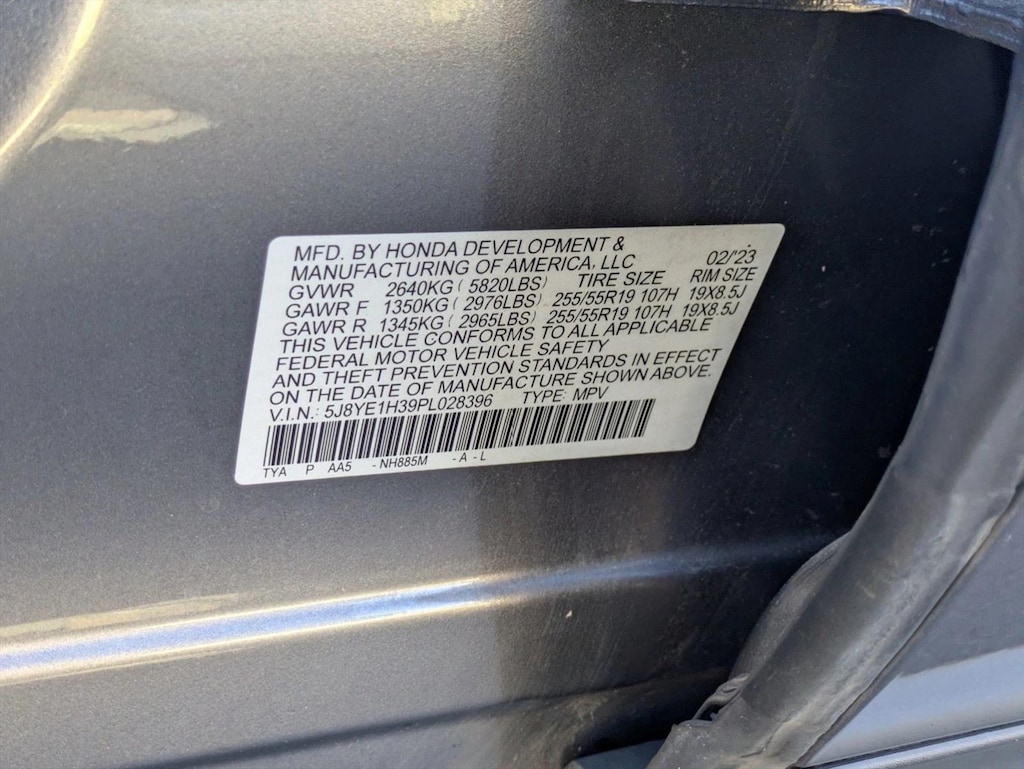 MFD. BY HONDA DEVELOPMENT &
MANUFACTURING OF AMERICA, LLC 02/'23
GVWR 2640KG ( 5820LBS) TIRE SIZE RIM SIZE
GAWR F 1350KG ( 2976LBS) 255/55R19 107H 19X8.5J
GAWR R 1345KG ( 2965LBS) 255/55R19 107H 19X8.5J
THIS VEHICLE CONFORMS TO ALL APPLICABLE
FEDERAL MOTOR VEHICLE SAFETY
AND THEFT PREVENTION STANDARDS IN EFFECT
ON THE DATE OF MANUFACTURE SHOWN ABOVE.
V.I.N.: 5J8YE1H39PL028396 TYPE: MPV
TYA P AA5 - NH885M - A - L